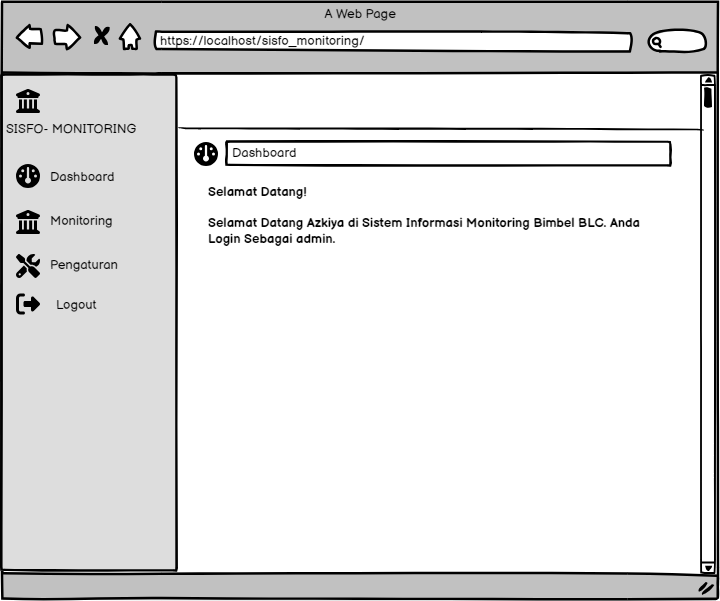 A Web Page
https://localhost/sisfo_monitoring/
SISFO- MONITORING
Dashboard
Monitoring
Pengaturan
Logout
Dashboard
Selamat Datang!
Selamat Datang Azkiya di Sistem Informasi Monitoring Bimbel BLC. Anda
Login Sebagai admin.